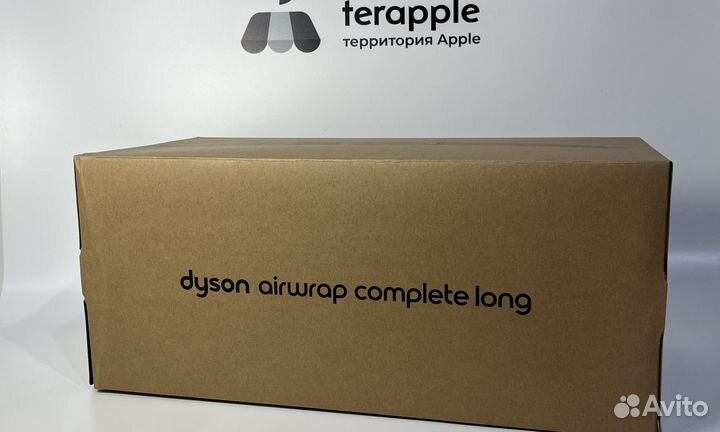 terapple
территория Apple
dyson airwrap complete long
Avito